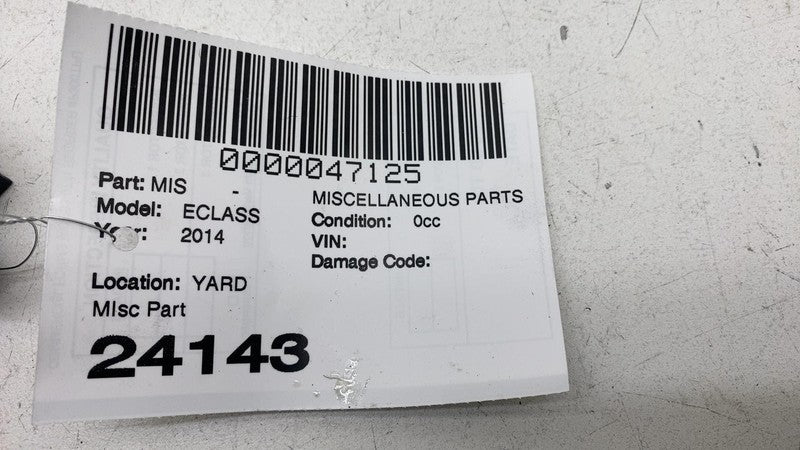 0000047125
Part: MIS - MISCELLANEOUS PARTS
Model: ECLASS Condition: 0cc
Year: 2014 VIN:
Damage Code:
Location: YARD
MIsc Part
24143